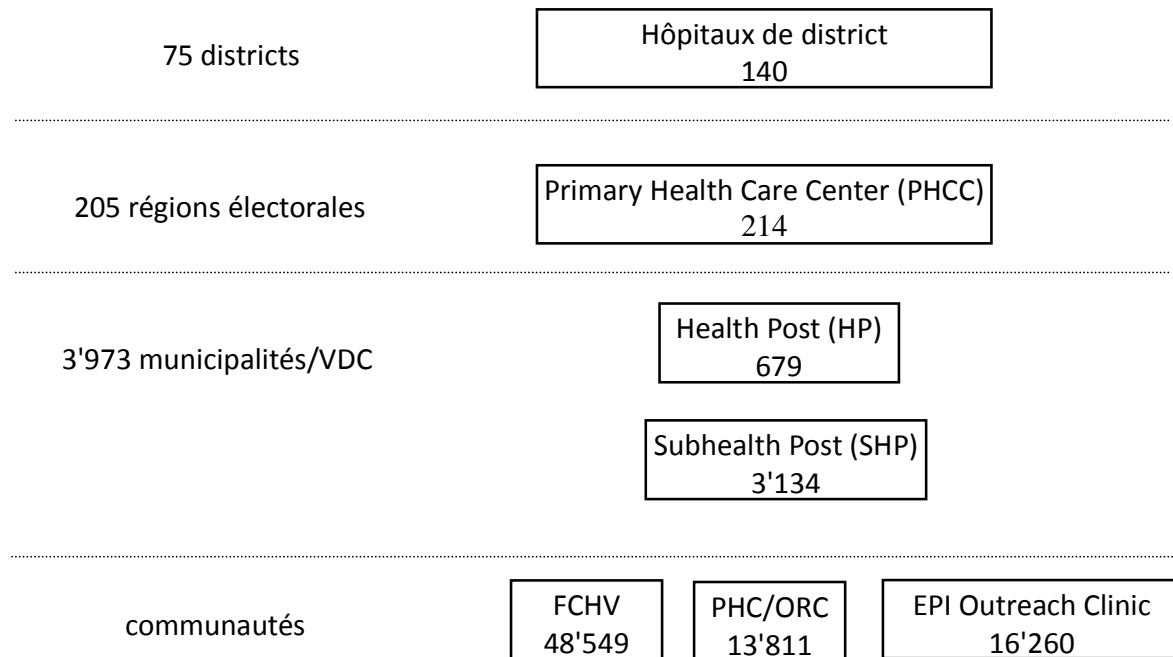 75 districts
Hôpitaux de district
140
205 régions électorales
Primary Health Care Center (PHCC)
214
3'973 municipalités/VDC
Health Post (HP)
679
Subhealth Post (SHP)
3'134
communautés
FCHV
48'549
PHC/ORC
13'811
EPI Outreach Clinic
16'260